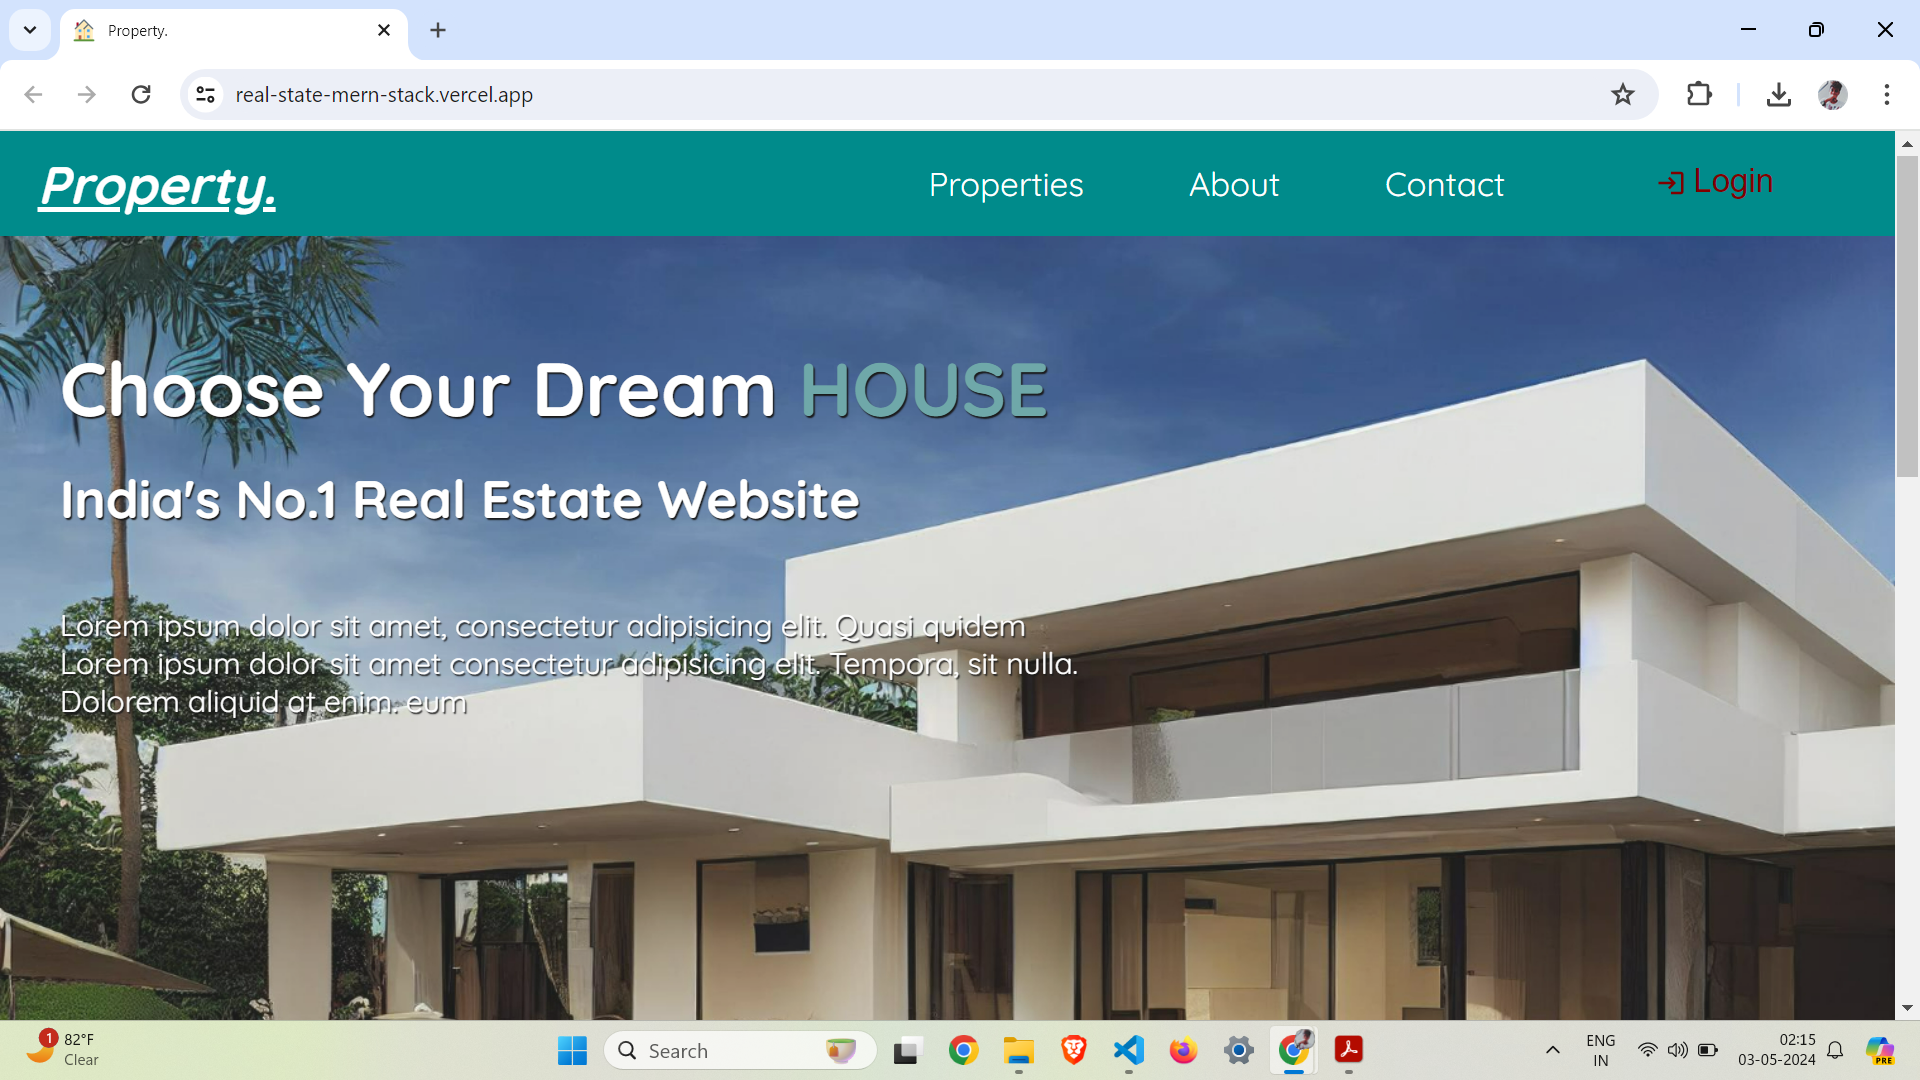 Property.
real-state-mern-stack.vercel.app
Property.
Properties
About
Contact
Login
Choose Your Dream HOUSE
India's No.1 Real Estate Website
Lorem ipsum dolor sit amet, consectetur adipisicing elit. Quasi quidem
Lorem ipsum dolor sit amet consectetur adipisicing elit. Tempora, sit nulla.
Dolorem aliquid at enim. eum
1
82°F
Clear
Search
ENG
IN
02:15
03-05-2024
PRE